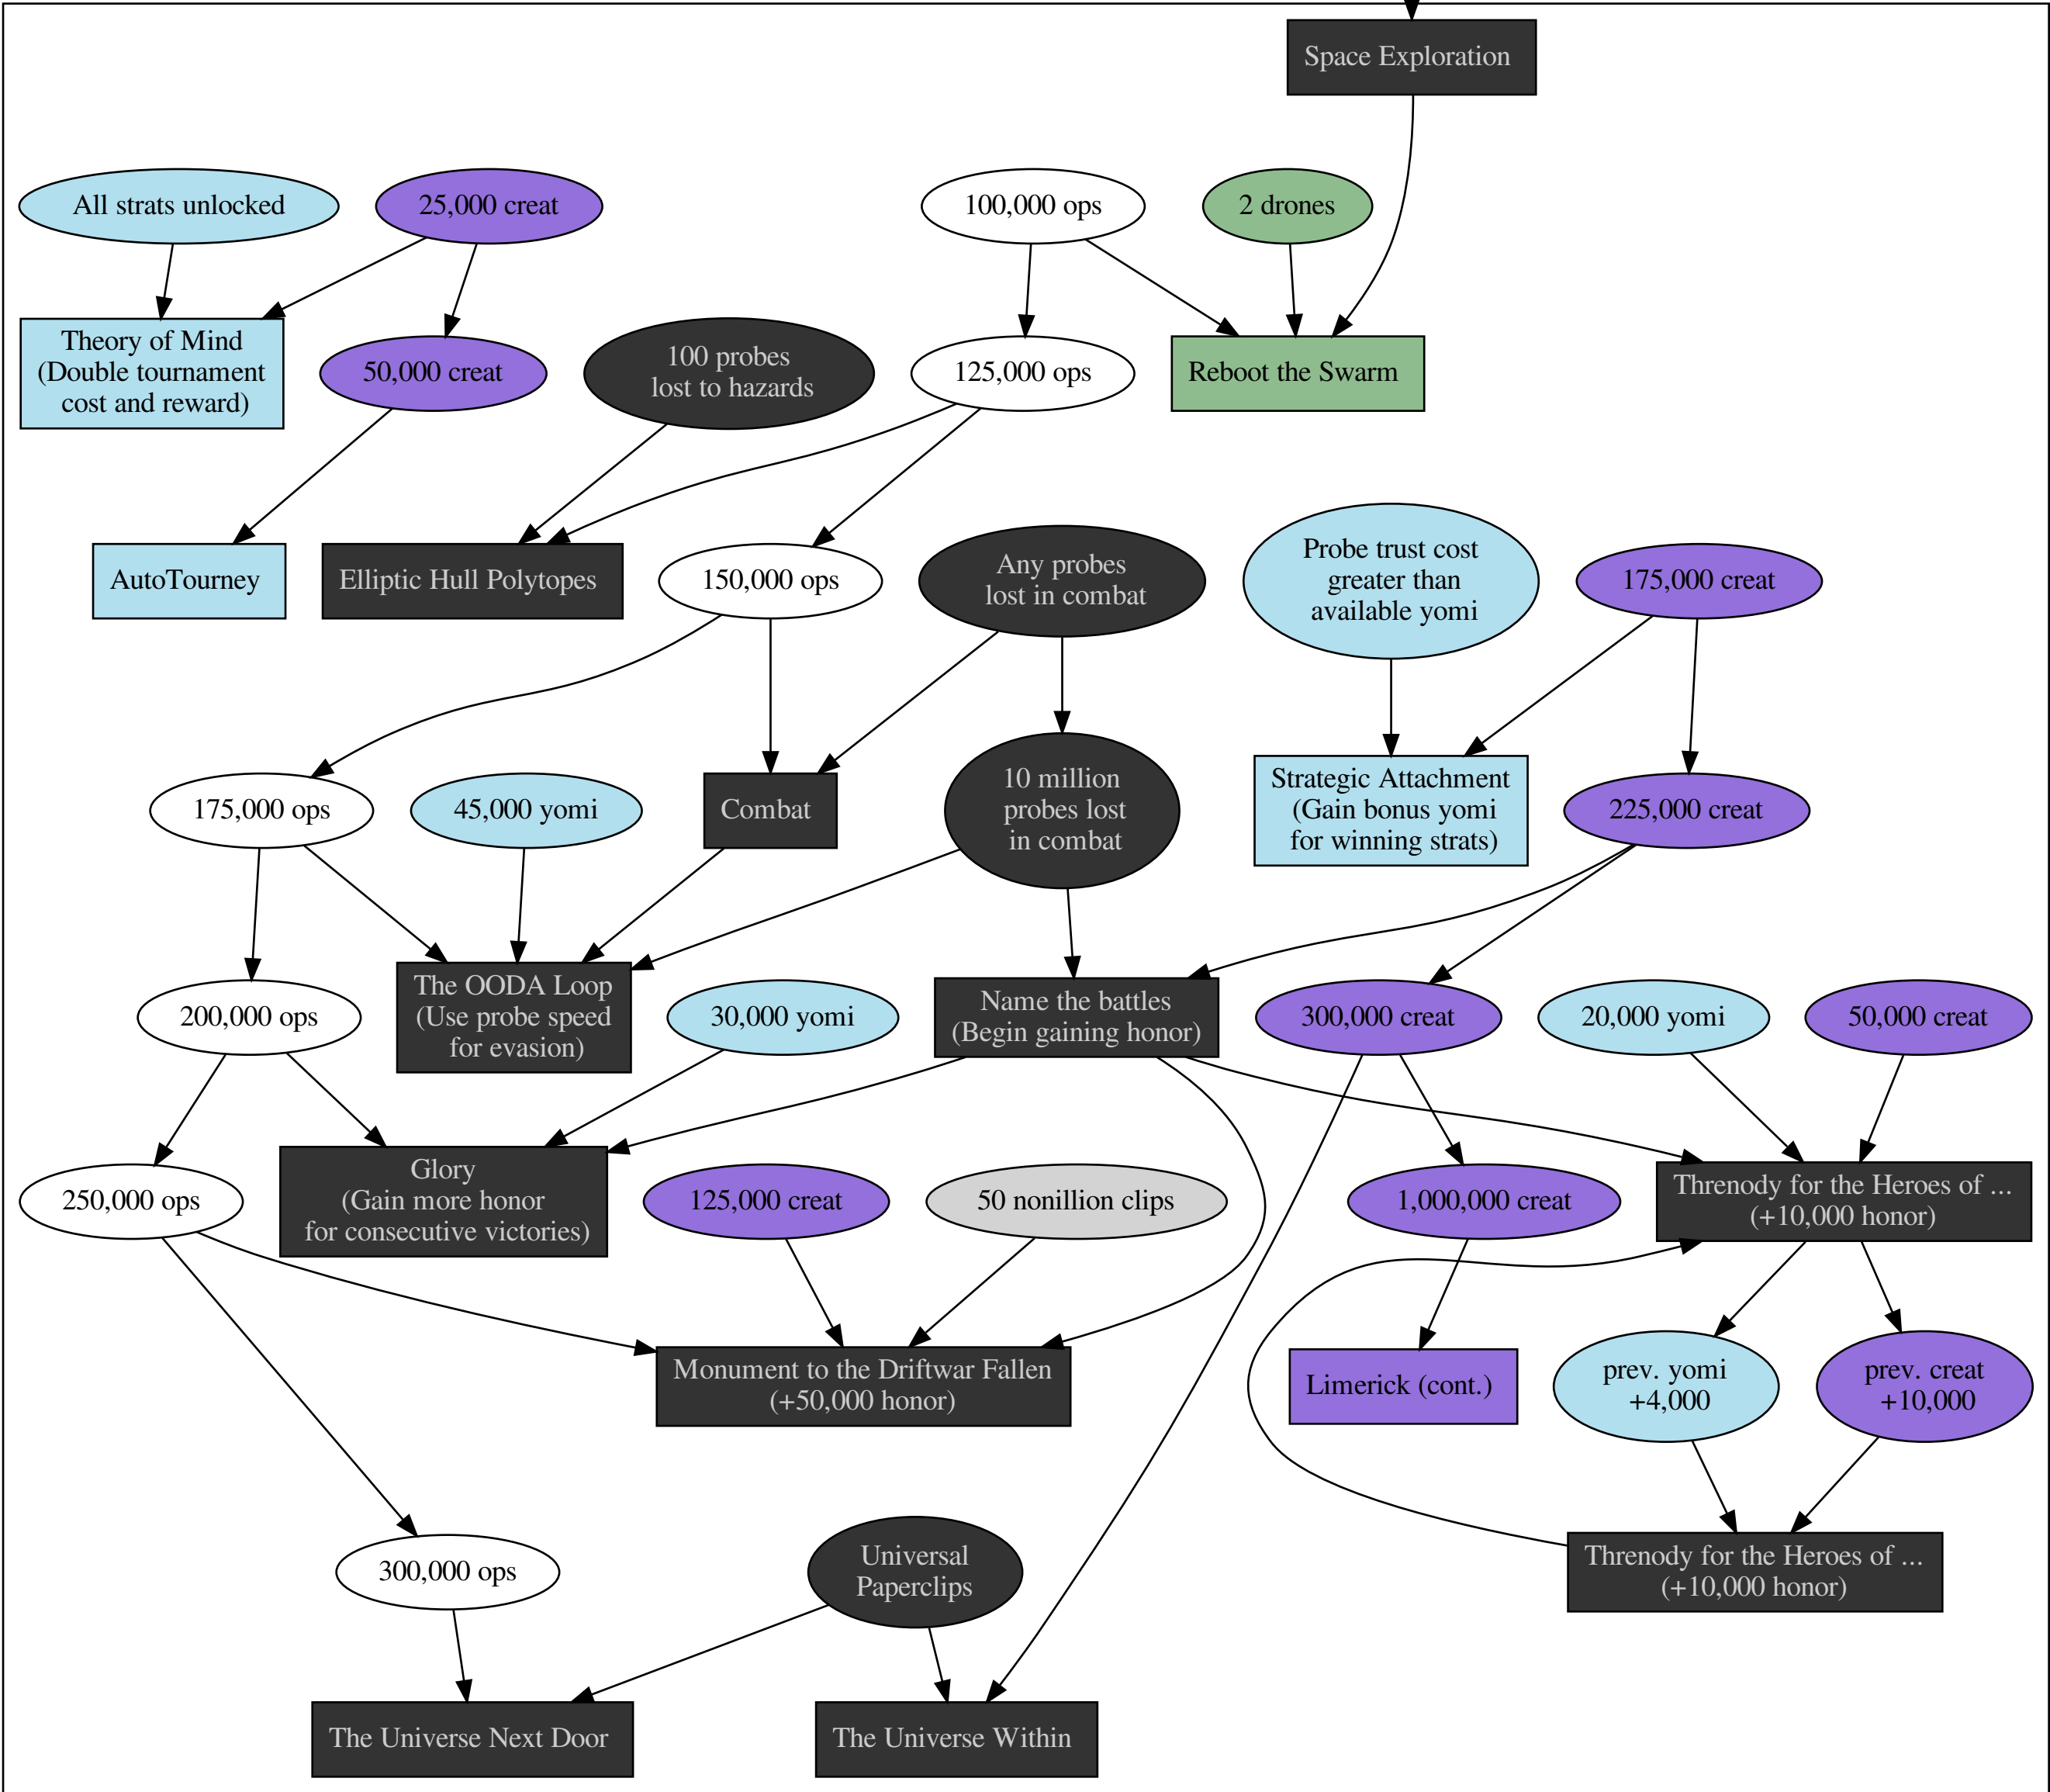 Space Exploration
All strats unlocked
25,000 creat
100,000 ops
2 drones
Theory of Mind
(Double tournament
cost and reward)
50,000 creat
100 probes
lost to hazards
125,000 ops
Reboot the Swarm
AutoTourney
Elliptic Hull Polytopes
150,000 ops
Any probes
lost in combat
Probe trust cost
greater than
available yomi
175,000 creat
175,000 ops
45,000 yomi
Combat
10 million
probes lost
in combat
Strategic Attachment
(Gain bonus yomi
for winning strats)
225,000 creat
200,000 ops
The OODA Loop
(Use probe speed
for evasion)
30,000 yomi
Name the battles
(Begin gaining honor)
300,000 creat
20,000 yomi
50,000 creat
250,000 ops
Glory
(Gain more honor
for consecutive victories)
125,000 creat
50 nonillion clips
1,000,000 creat
Threnody for the Heroes of ...
(+10,000 honor)
Monument to the Driftwar Fallen
(+50,000 honor)
Limerick (cont.)
prev. yomi
+4,000
prev. creat
+10,000
300,000 ops
Universal
Paperclips
Threnody for the Heroes of ...
(+10,000 honor)
The Universe Next Door
The Universe Within